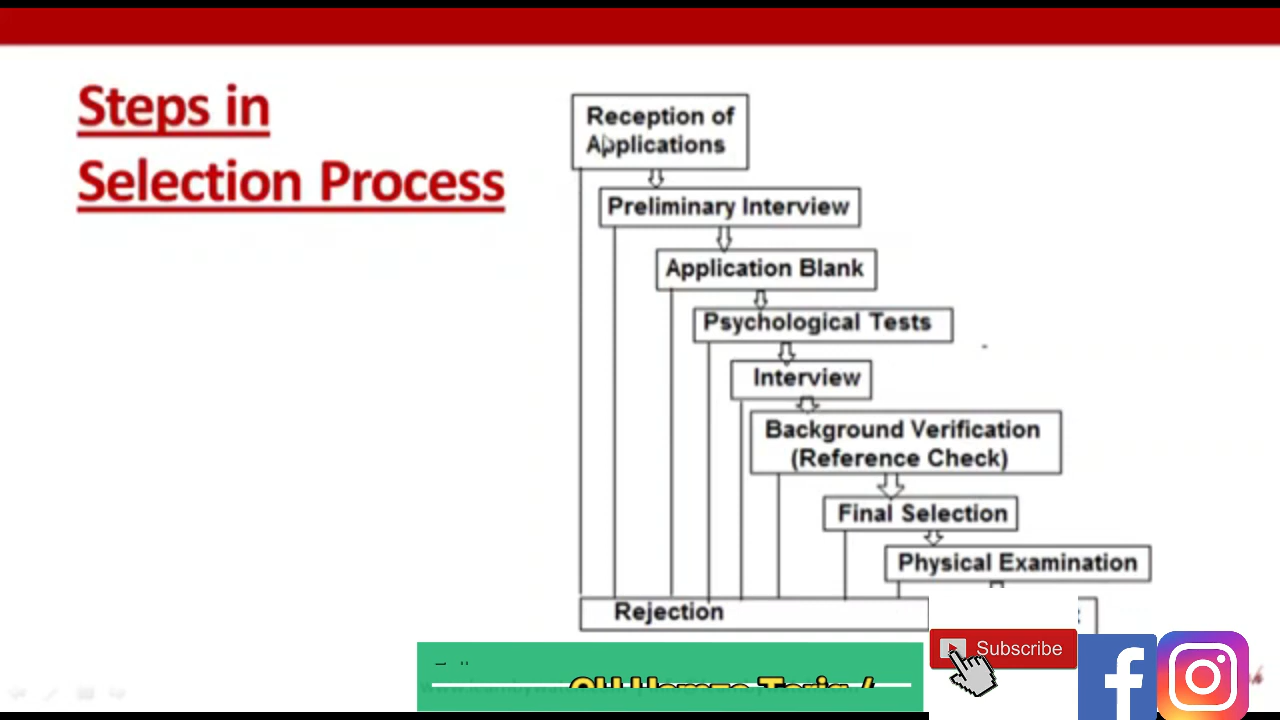 Steps in
Selection Process
Reception of
Applications
Preliminary Interview
Application Blank
Psychological Tests
Interview
Background Verification
(Reference Check)
Final Selection
Physical Examination
Rejection
Subscribe